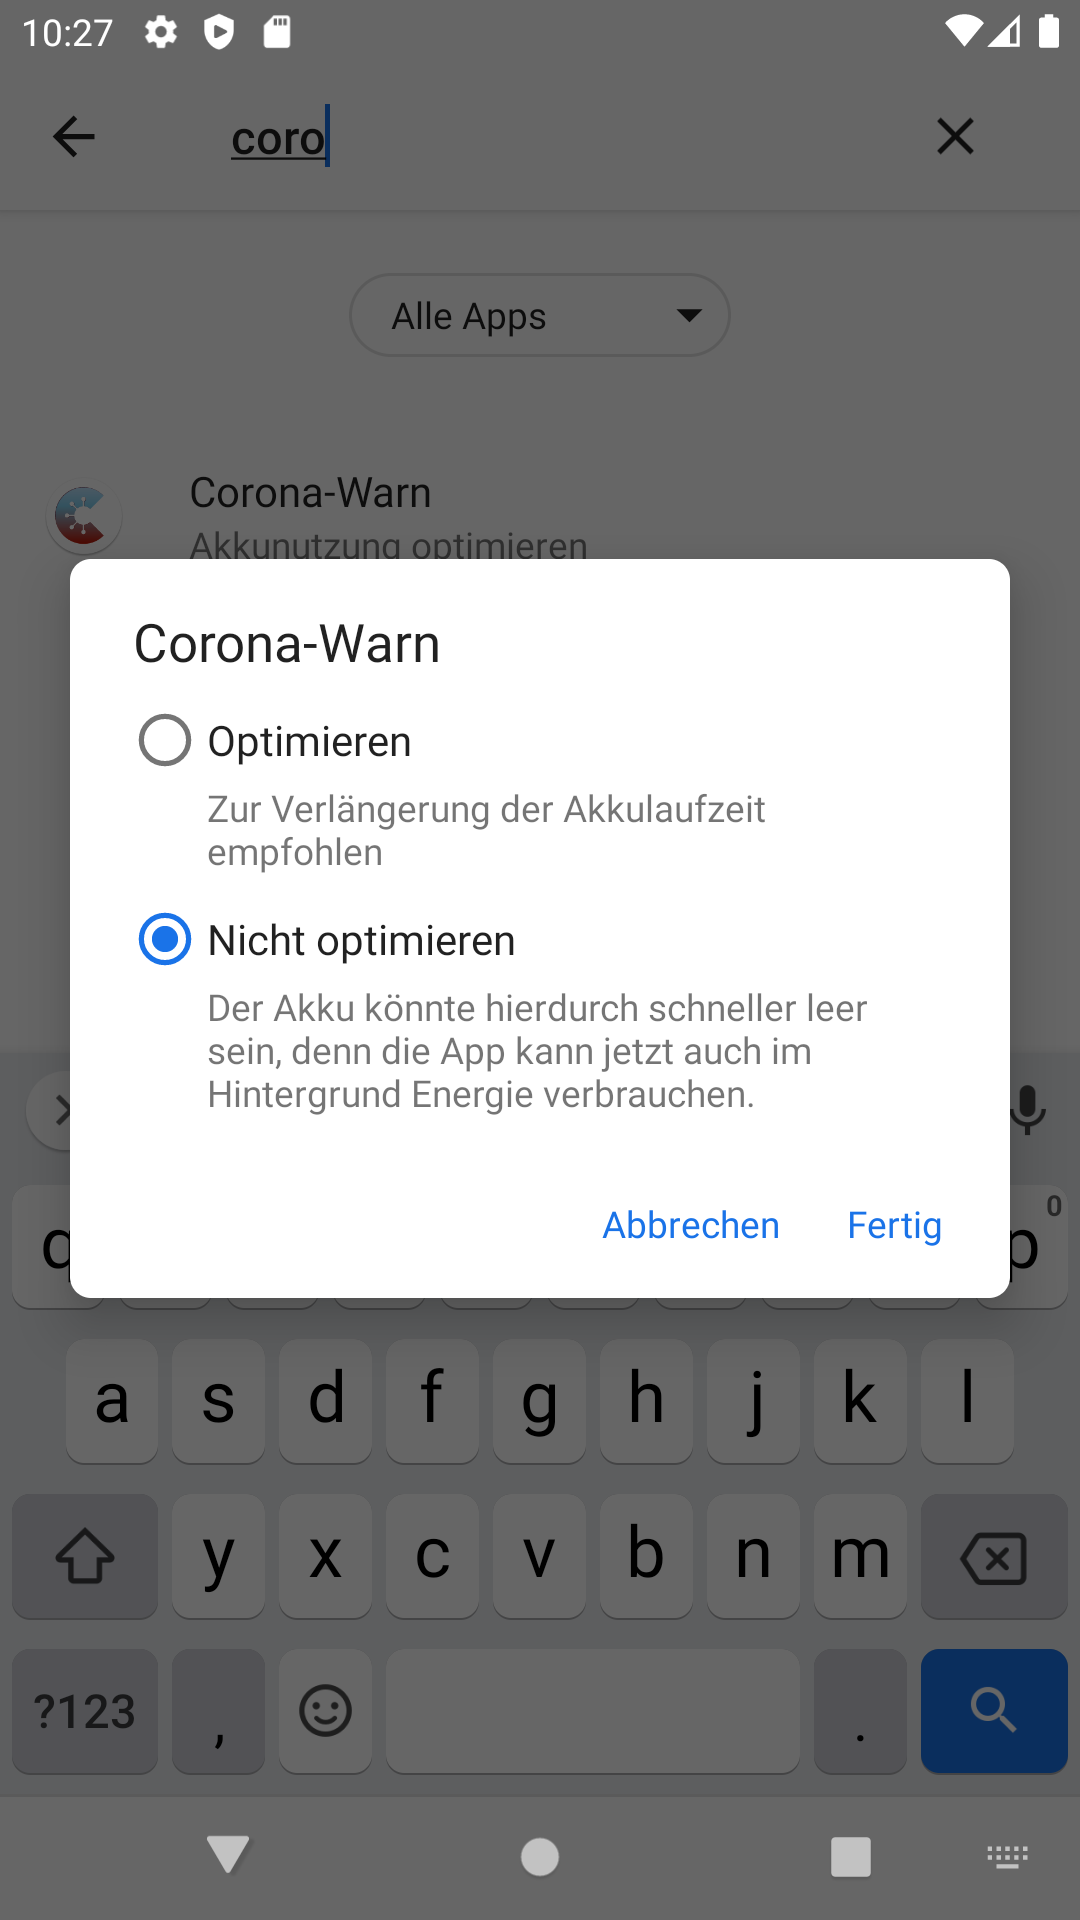 10:27
coro
Alle Apps
Corona-Warn
Akkunutzung optimieren
Corona-Warn
Optimieren
Zur Verlängerung der Akkulaufzeit
empfohlen
Nicht optimieren
Der Akku könnte hierdurch schneller leer
sein, denn die App kann jetzt auch im
Hintergrund Energie verbrauchen.
Abbrechen Fertig
q p 0
a s d f g h j k l
y x c v b n m
?123 , .